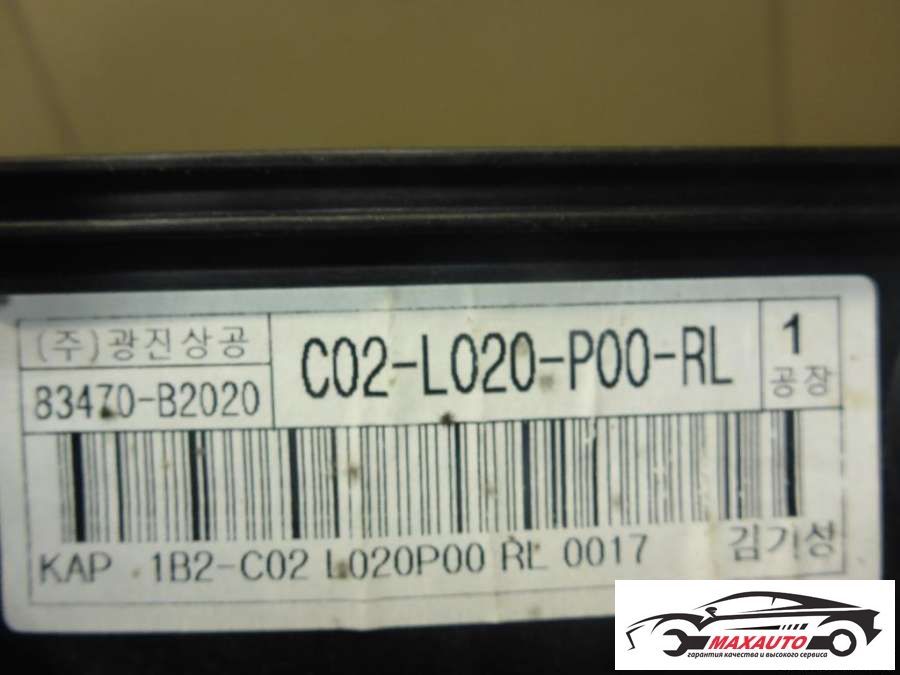 (주)광진상공
83470-B2020
C02-L020-P00-RL
1
공장
KAP 1B2-C02 L020P00 RL 0017
김기성
MAXAUTO
гарантия качества и высокого сервиса